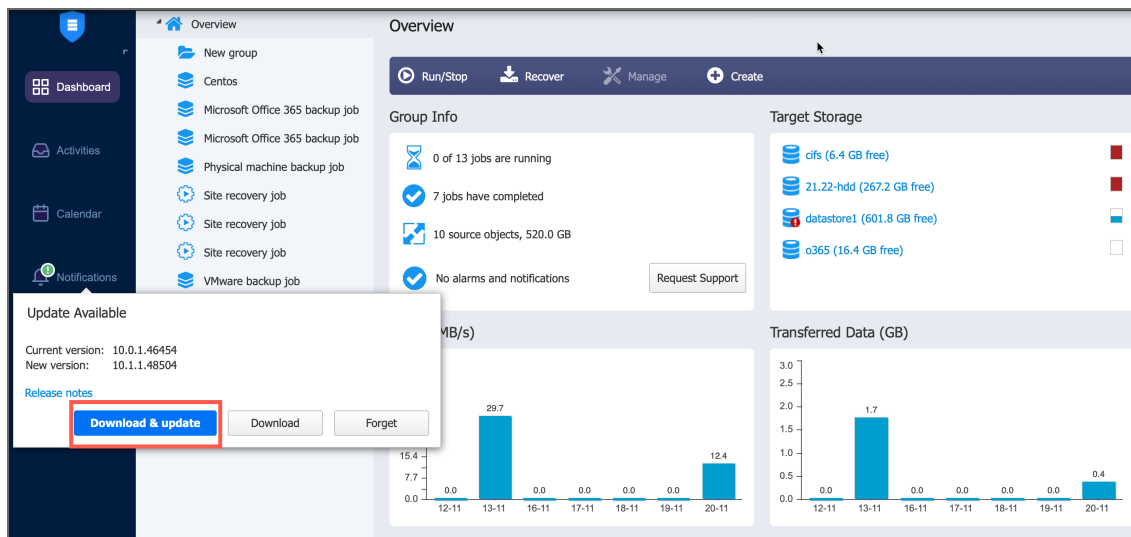 Dashboard
Activities
Calendar
Notifications
Overview
New group
Centos
Microsoft Office 365 backup job
Microsoft Office 365 backup job
Physical machine backup job
Site recovery job
Site recovery job
Site recovery job
VMware backup job
Update Available
Current version: 10.0.1.46454
New version: 10.1.1.48504
Release notes
Download & update Download Forget
Overview
Run/Stop Recover Manage Create
Group Info
0 of 13 jobs are running
7 jobs have completed
10 source objects, 520.0 GB
No alarms and notifications Request Support
Target Storage
cifs (6.4 GB free)
21.22-hdd (267.2 GB free)
datastore1 (601.8 GB free)
o365 (16.4 GB free)
MB/s)
29.7
15.4
12.4
7.7
0.0 0.0 0.0 0.0 0.0 0.0
12-11 13-11 16-11 17-11 18-11 19-11 20-11
Transferred Data (GB)
3.0
2.5
2.0
1.7
1.5
1.0
0.5
0.4
0.0 0.0 0.0 0.0 0.0 0.0
12-11 13-11 16-11 17-11 18-11 19-11 20-11